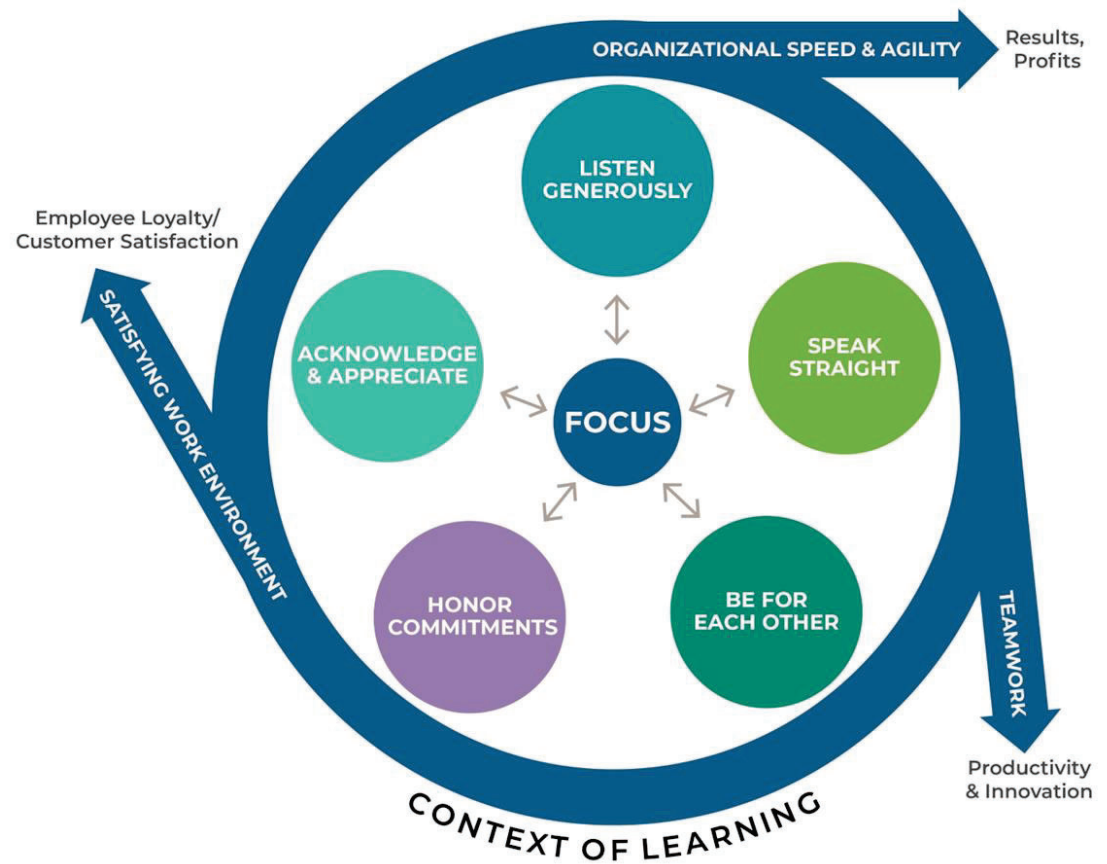 ORGANIZATIONAL SPEED & AGILITY
Results,
Profits
LISTEN
GENEROUSLY
Employee Loyalty/
Customer Satisfaction
SATISFYING WORK ENVIRONMENT
ACKNOWLEDGE
& APPRECIATE
SPEAK
STRAIGHT
FOCUS
HONOR
COMMITMENTS
BE FOR
EACH OTHER
TEAMWORK
Productivity
& Innovation
CONTEXT OF LEARNING